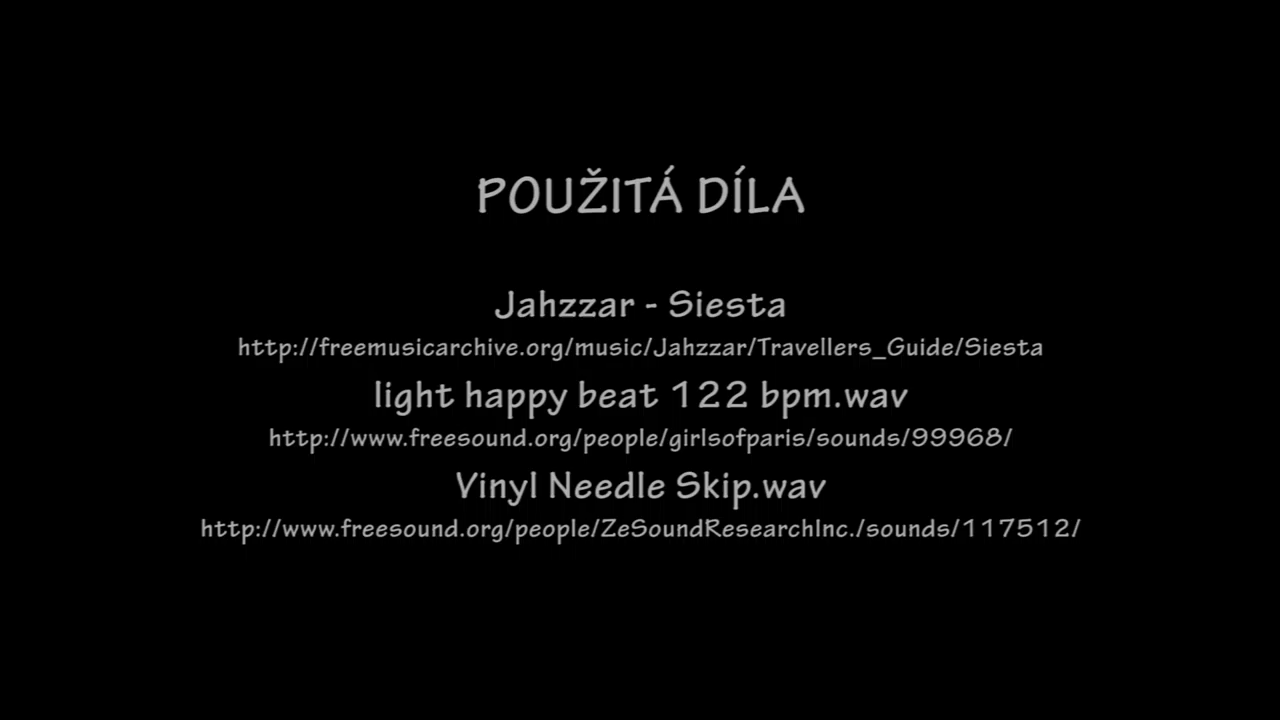 POUŽITÁ DÍLA
Jahzzar - Siesta
http://freemusicarchive.org/music/Jahzzar/Travellers_Guide/Siesta
light happy beat 122 bpm.wav
http://www.freesound.org/people/girlsofparis/sounds/99968/
Vinyl Needle Skip.wav
http://www.freesound.org/people/ZeSoundResearchInc./sounds/117512/